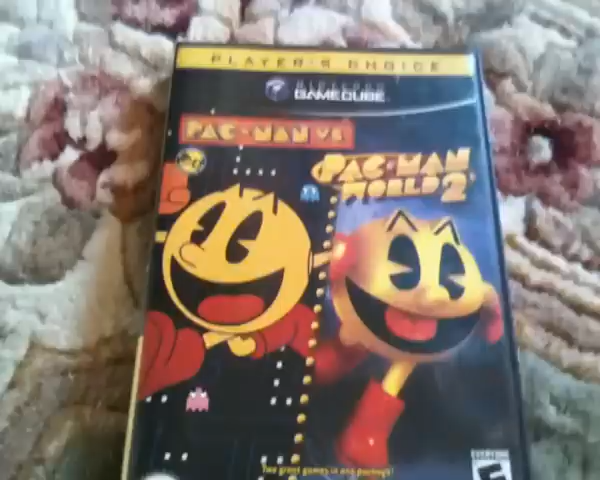 PLAYER'S CHOICE
NINTENDO
GAMECUBE
PAC-MAN VS.
PAC-MAN
WORLD 2
Two great games in one package!
EVERYONE
E